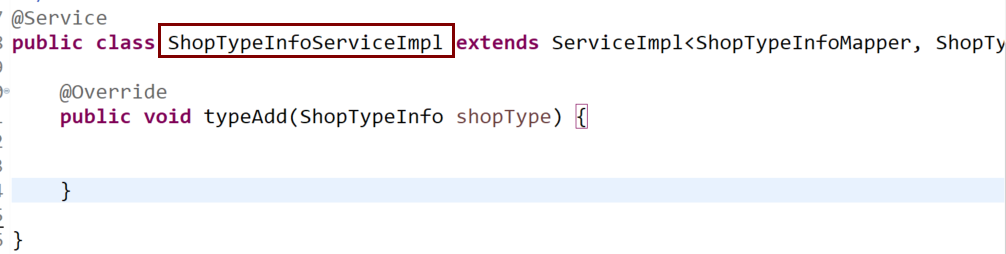 @Service
public class ShopTypeInfoServiceImpl extends ServiceImpl<ShopTypeInfoMapper, ShopTy
@Override
public void typeAdd(ShopTypeInfo shopType) {
}
}